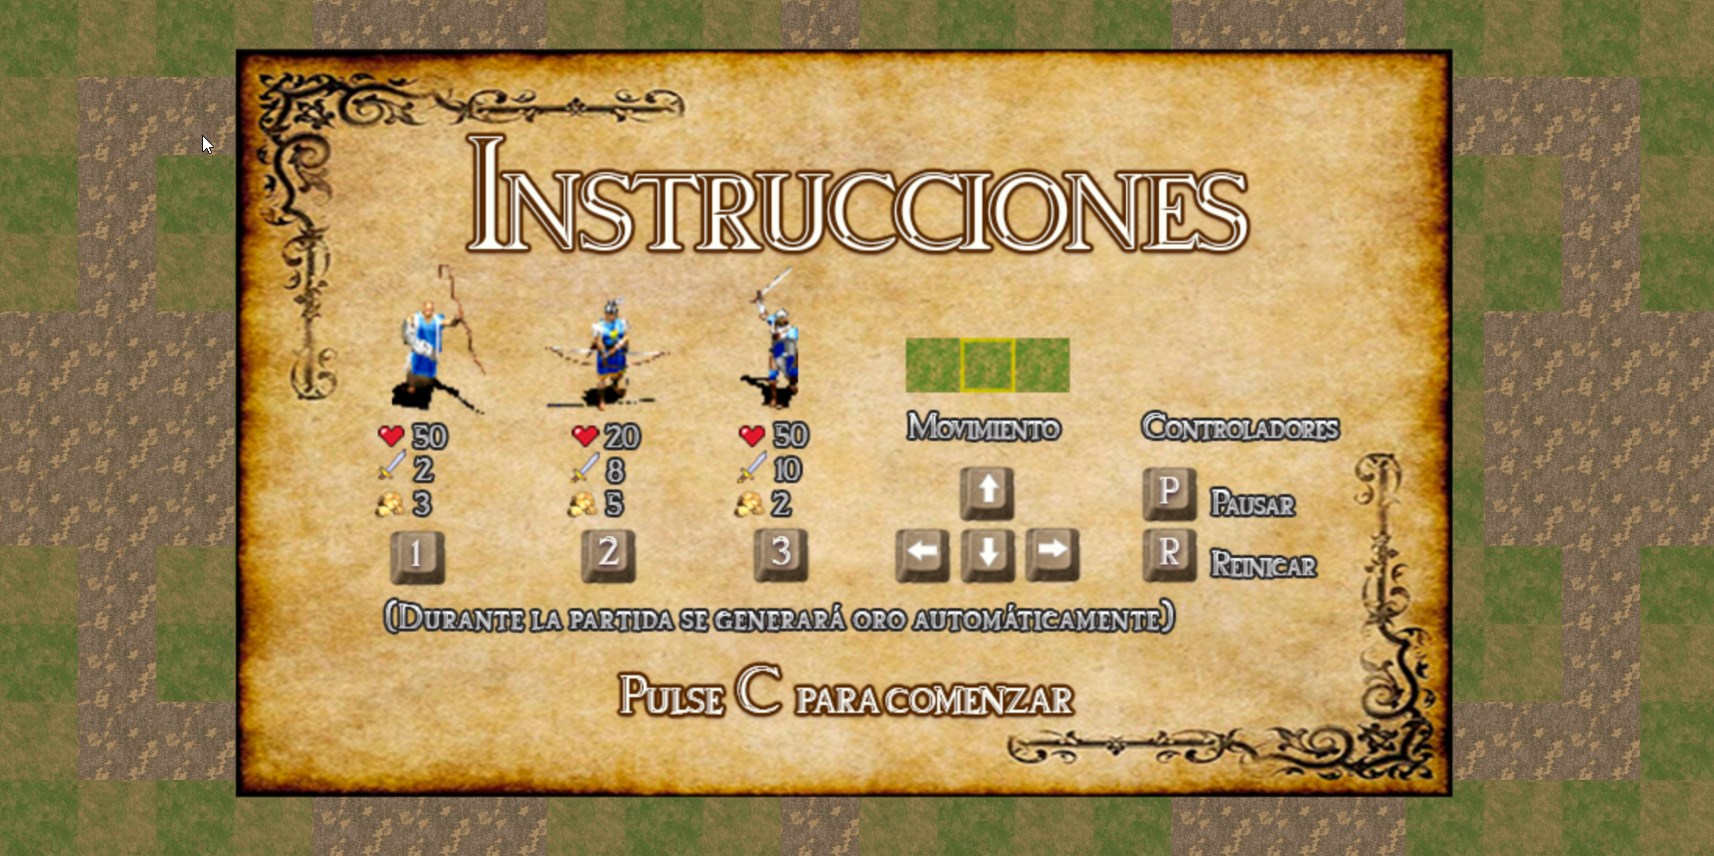 INSTRUCCIONES
50 20 50
2 8 10
3 5 2
MOVIMIENTO CONTROLADORES
P PAUSAR
1 2 3 R REINICAR
(DURANTE LA PARTIDA SE GENERARÁ ORO AUTOMÁTICAMENTE)
PULSE C PARA COMENZAR